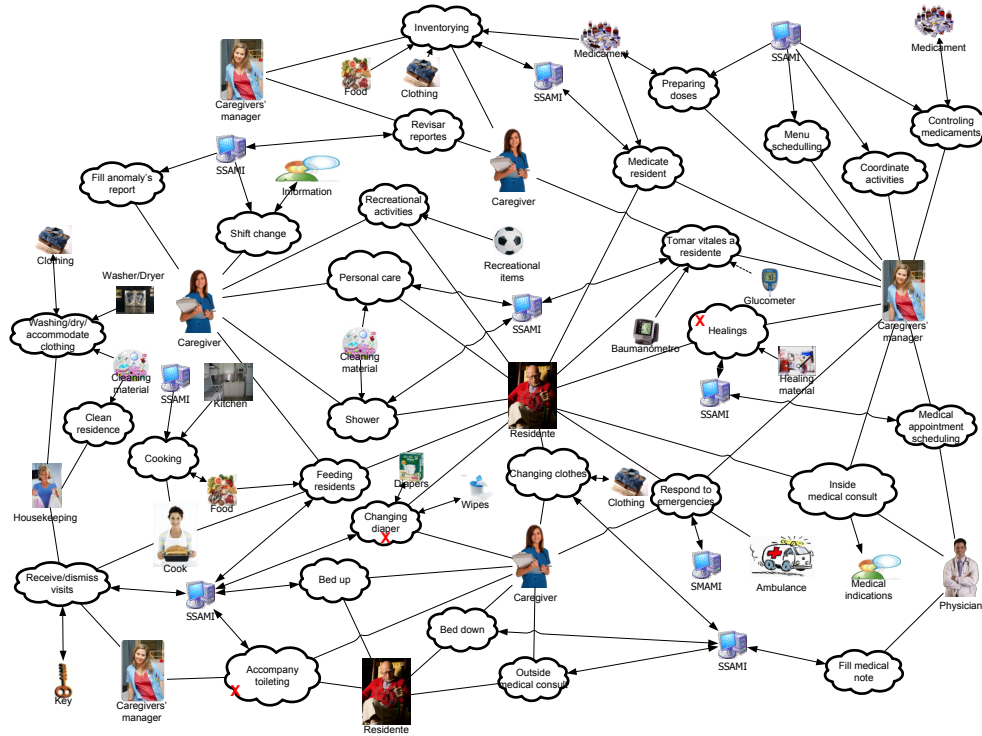 Inventorying
Medicament
SSAMI
Medicament
Food
Clothing
SSAMI
Preparing
doses
Caregivers'
manager
Revisar
reportes
Menu
schedulling
Controling
medicaments
SSAMI
Fill anomaly's
report
Information
Caregiver
Medicate
resident
Coordinate
activities
Recreational
activities
Shift change
Clothing
Washer/Dryer
Personal care
Recreational
items
Tomar vitales a
residente
Glucometer
SSAMI
Washing/dry/
accommodate
clothing
Caregiver
Baumanómetro
X
Healings
Caregivers'
manager
Cleaning
material
Cleaning
material
SSAMI
Kitchen
Healing
material
SSAMI
Clean
residence
Shower
Residente
Medical
appointment
scheduling
Cooking
Feeding
residents
Diapers
Changing clothes
Clothing
Respond to
emergencies
Inside
medical consult
Housekeeping
Food
Wipes
Changing
diaper
X
Cook
Receive/dismiss
visits
SSAMI
Bed up
Caregiver
SMAMI
Ambulance
Medical
indications
Physician
Bed down
SSAMI
Key
Caregivers'
manager
Accompany
toileting
X
Residente
Outside
medical consult
Fill medical
note